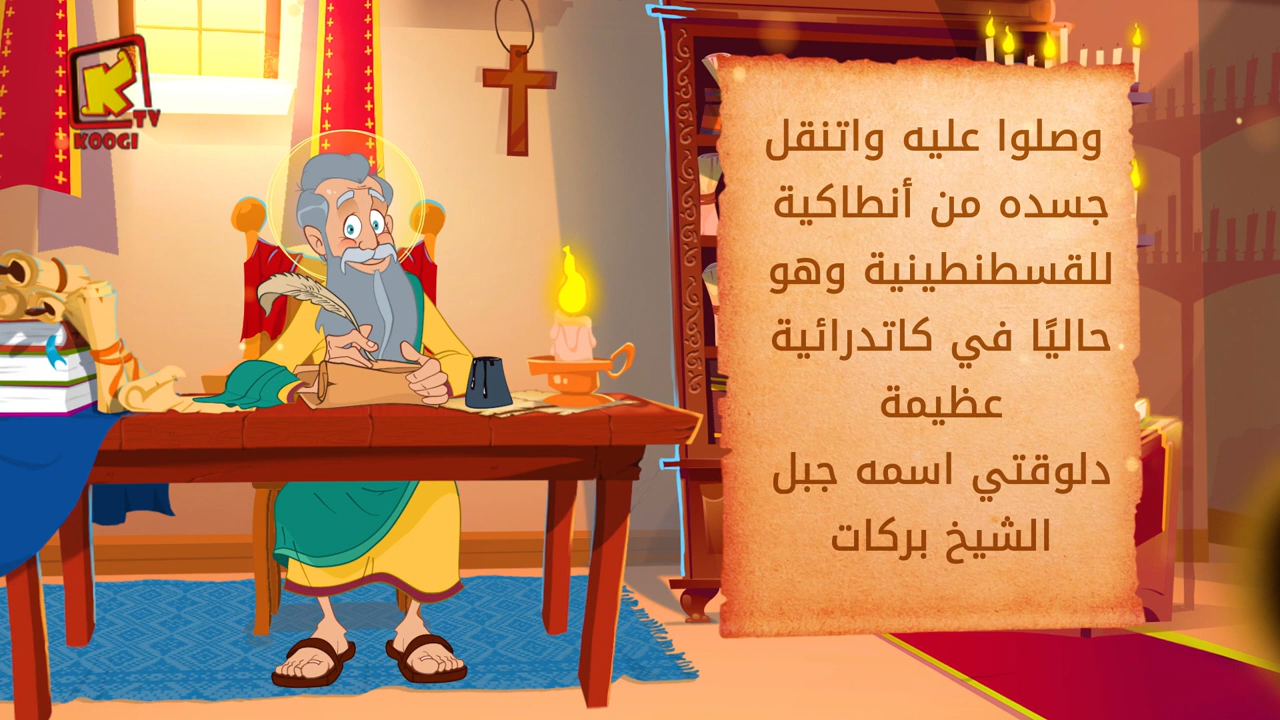 K
TV
KOOGI
وصلوا عليه واتنقل
جسده من أنطاكية
للقسطنطينية وهو
حاليًا في كاتدرائية
عظيمة
دلوقتي اسمه جبل
الشيخ بركات